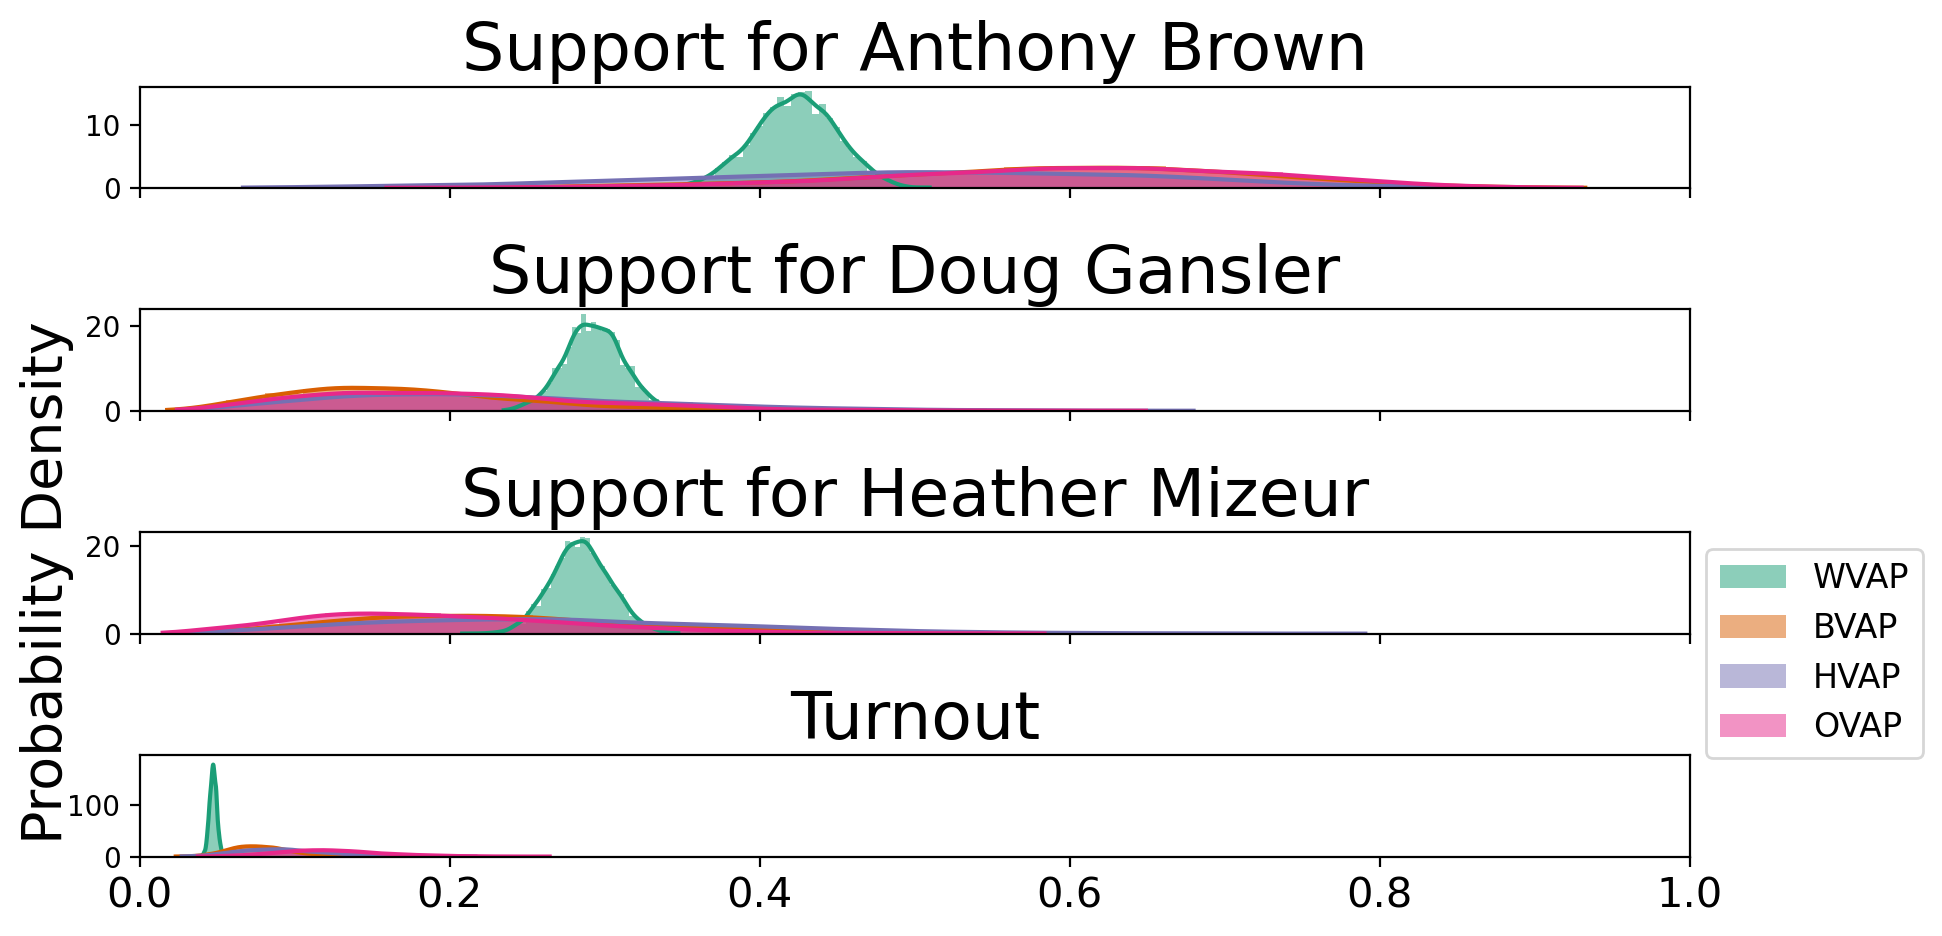 Support for Anthony Brown
10
0
Support for Doug Gansler
20
0
Support for Heather Mizeur
20
0
Turnout
100
0
0.0 0.2 0.4 0.6 0.8 1.0
Probability Density
WVAP
BVAP
HVAP
OVAP